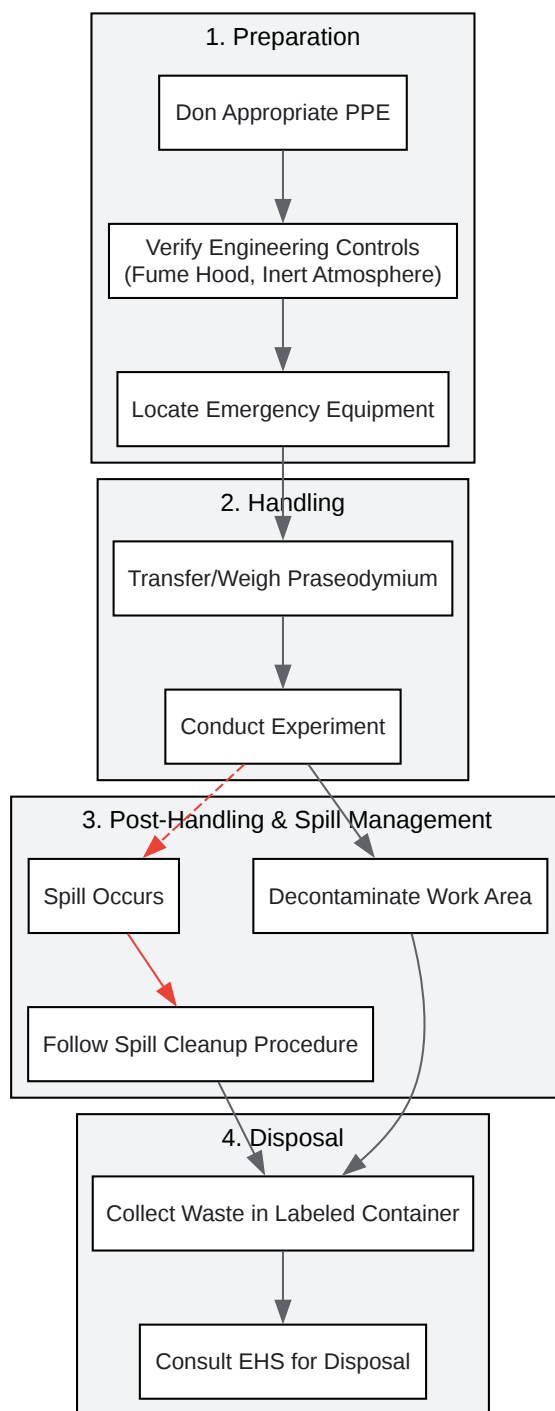 1. Preparation
Don Appropriate PPE
Verify Engineering Controls
(Fume Hood, Inert Atmosphere)
Locate Emergency Equipment
2. Handling
Transfer/Weigh Praseodymium
Conduct Experiment
3. Post-Handling & Spill Management
Spill Occurs
Decontaminate Work Area
Follow Spill Cleanup Procedure
4. Disposal
Collect Waste in Labeled Container
Consult EHS for Disposal